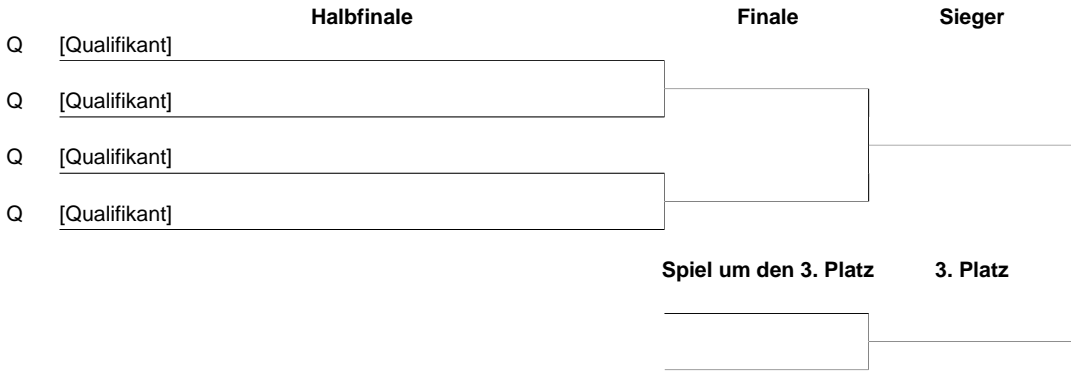 Halbfinale Finale Sieger
Q [Qualifikant]
Q [Qualifikant]
Q [Qualifikant]
Q [Qualifikant]
Spiel um den 3. Platz 3. Platz